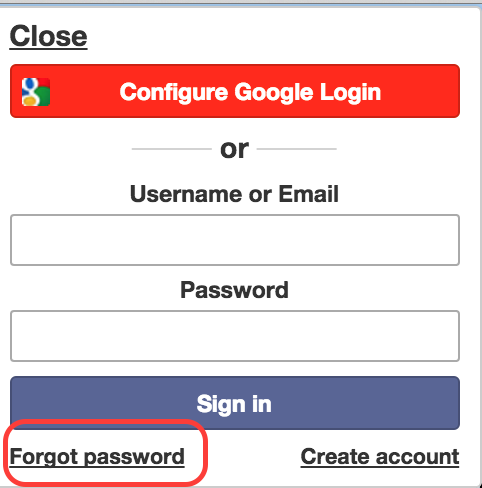 Close
Configure Google Login
or
Username or Email
Password
Sign in
Forgot password
Create account